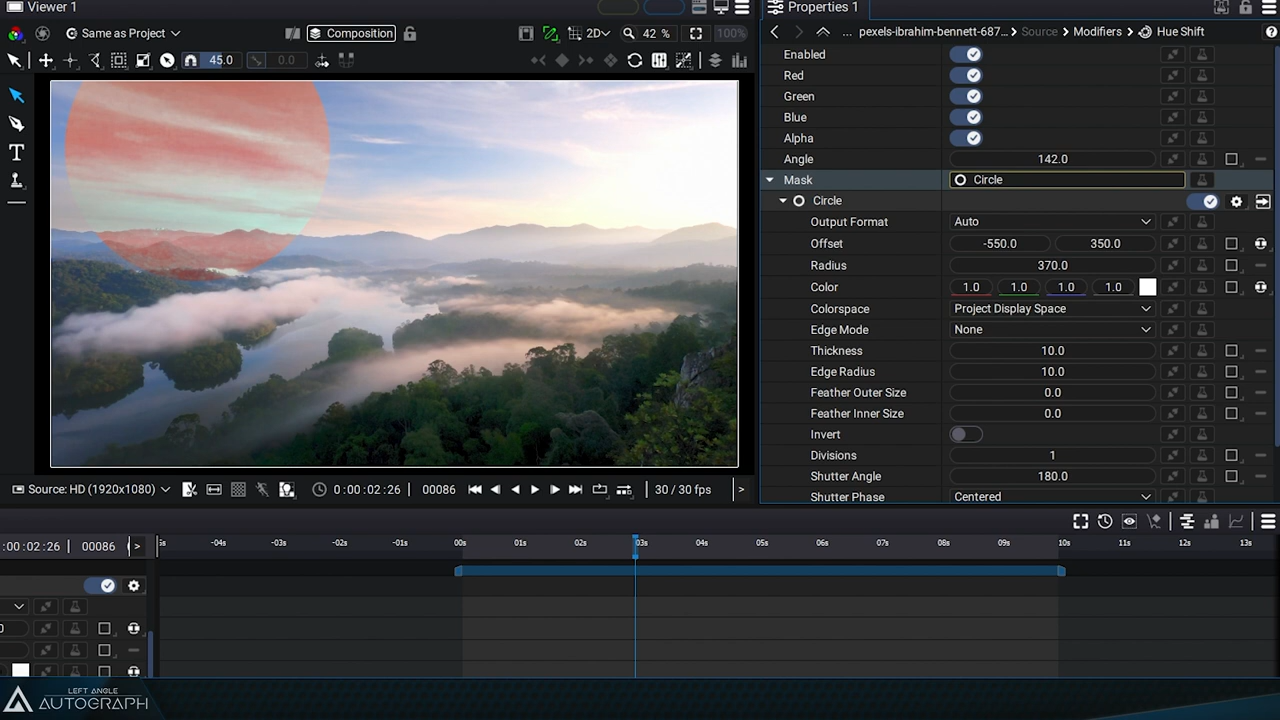 Viewer 1
Properties 1
Same as Project
Composition
2D
42 %
100%
... pexels-ibrahim-bennett-687... > Source > Modifiers > Hue Shift
45.0
0.0
Enabled
Red
Green
Blue
Alpha
Angle 142.0
Mask Circle
Circle
Output Format Auto
Offset -550.0 350.0
Radius 370.0
Color 1.0 1.0 1.0 1.0
Colorspace Project Display Space
Edge Mode None
Thickness 10.0
Edge Radius 10.0
Feather Outer Size 0.0
Feather Inner Size 0.0
Invert
Divisions 1
Shutter Angle 180.0
Shutter Phase Centered
Source: HD (1920x1080)
0:00:02:26
00086
30 / 30 fps
:00:02:26 00086
s -04s -03s -02s -01s 00s 01s 02s 03s 04s 05s 06s 07s 08s 09s 10s 11s 12s 13s
0
LEFT ANGLE
AUTOGRAPH